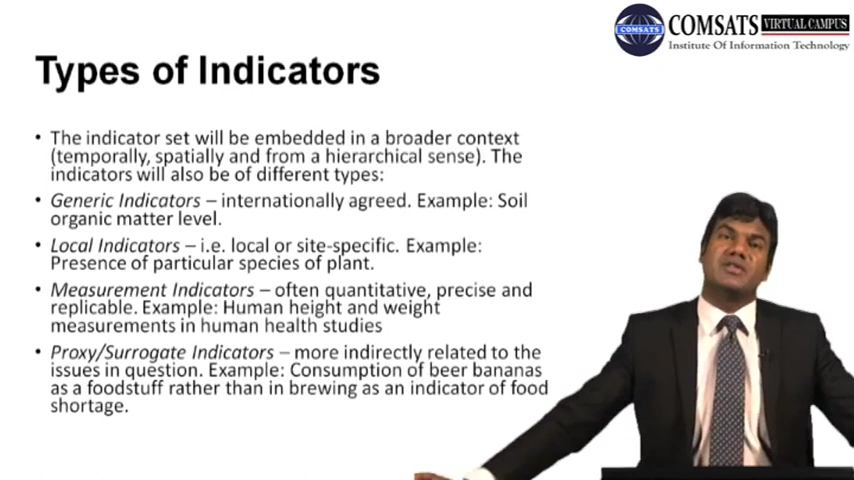 COMSATS VIRTUAL CAMPUS
COMSATS
Institute Of Information Technology
Types of Indicators
• The indicator set will be embedded in a broader context
(temporally, spatially and from a hierarchical sense). The
indicators will also be of different types:
• Generic Indicators – internationally agreed. Example: Soil
organic matter level.
• Local Indicators – i.e. local or site-specific. Example:
Presence of particular species of plant.
• Measurement Indicators – often quantitative, precise and
replicable. Example: Human height and weight
measurements in human health studies
• Proxy/Surrogate Indicators – more indirectly related to the
issues in question. Example: Consumption of beer bananas
as a foodstuff rather than in brewing as an indicator of food
shortage.